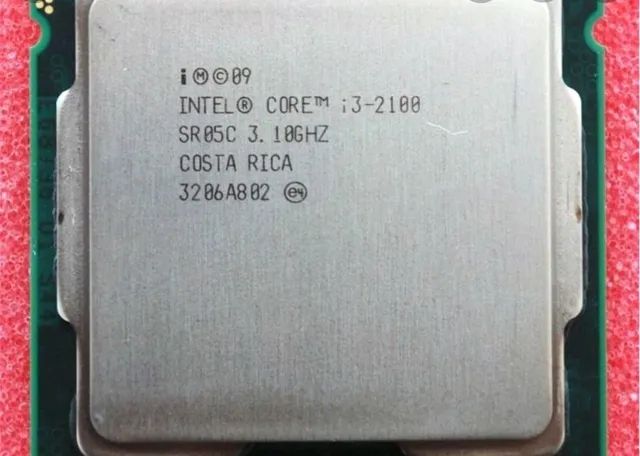 i Ⓜ©09
INTEL® CORE™ i3-2100
SR05C 3.10GHZ
COSTA RICA
3206A802 e4